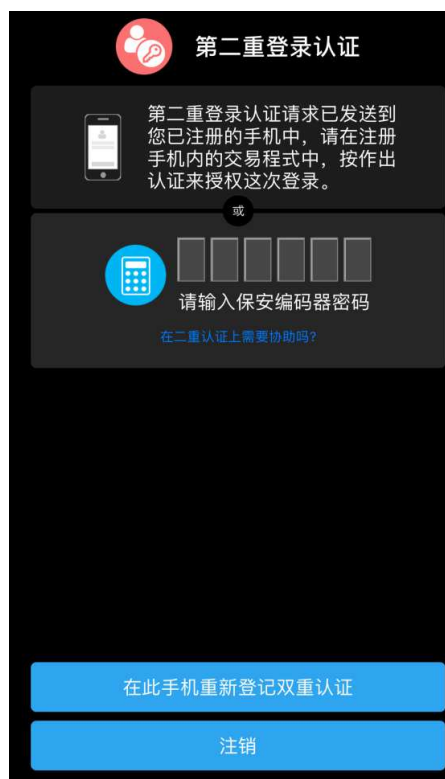 第二重登录认证
第二重登录认证请求已发送到
您已注册的手机中，请在注册
手机内的交易程式中，按作出
认证来授权这次登录。
或
请输入保安编码器密码
在二重认证上需要协助吗?
在此手机重新登记双重认证
注销